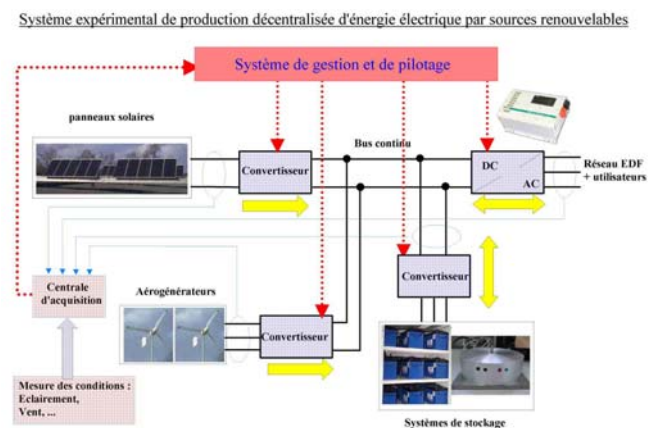 Système expérimental de production décentralisée d'énergie électrique par sources renouvelables
Système de gestion et de pilotage
panneaux solaires
Bus continu
Convertisseur
DC
AC
Réseau EDF
+ utilisateurs
Convertisseur
Centrale
d'acquisition
Aérogénérateurs
Convertisseur
Mesure des conditions :
Eclairement,
Vent, ...
Systèmes de stockage